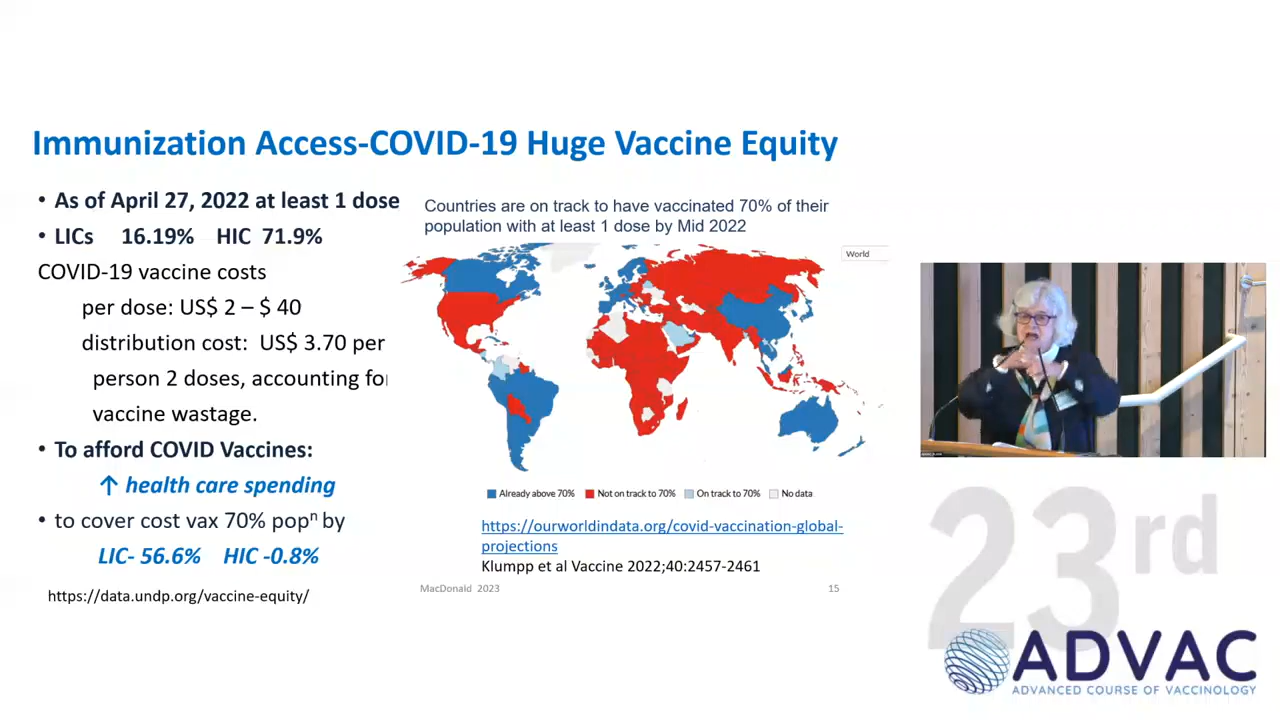 Immunization Access-COVID-19 Huge Vaccine Equity
• As of April 27, 2022 at least 1 dose
• LICs 16.19% HIC 71.9%
COVID-19 vaccine costs
per dose: US$ 2 – $ 40
distribution cost: US$ 3.70 per
person 2 doses, accounting for
vaccine wastage.
• To afford COVID Vaccines:
↑ health care spending
• to cover cost vax 70% popⁿ by
LIC- 56.6% HIC -0.8%
https://data.undp.org/vaccine-equity/
Countries are on track to have vaccinated 70% of their
population with at least 1 dose by Mid 2022
World
Already above 70% Not on track to 70% On track to 70% No data
https://ourworldindata.org/covid-vaccination-global-
projections
Klumpp et al Vaccine 2022;40:2457-2461
MacDonald 2023 15
23rd
ADVAC
ADVANCED COURSE OF VACCINOLOGY